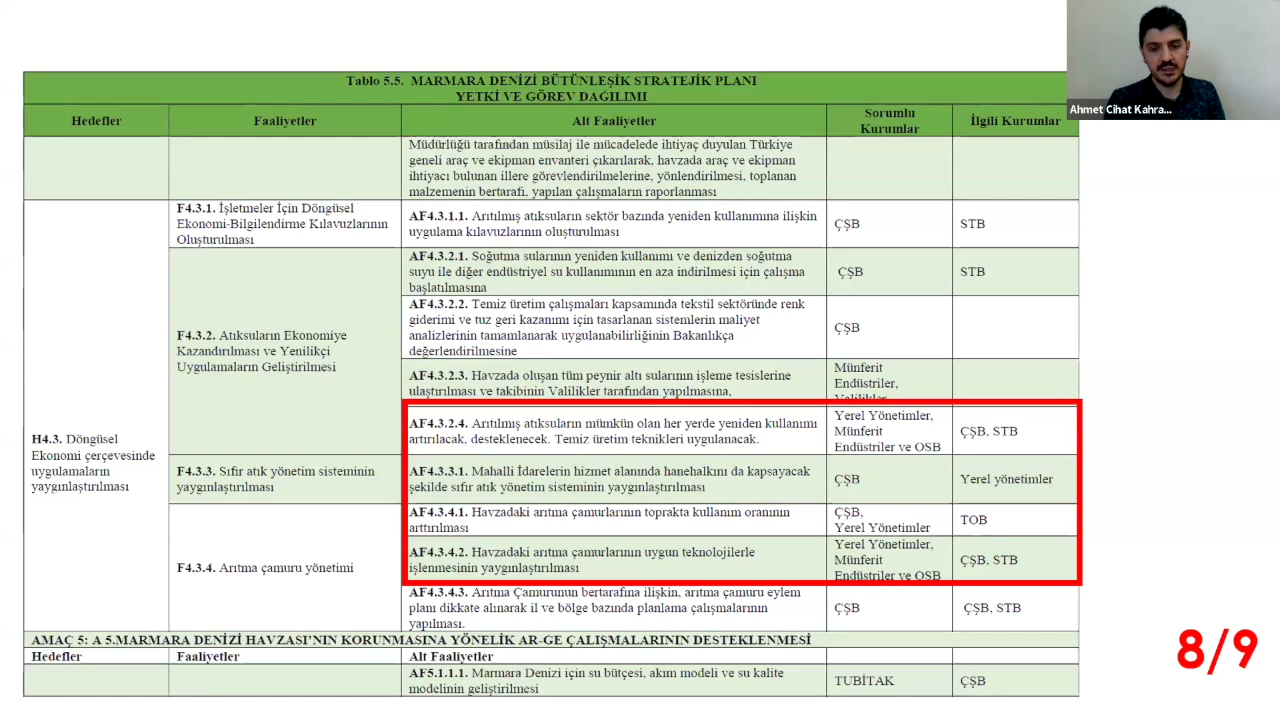 Ahmet Cihat Kahra...
Tablo 5.5. MARMARA DENİZİ BÜTÜNLEŞİK STRATEJİK PLANI
YETKİ VE GÖREV DAĞILIMI
Hedefler
Faaliyetler
Alt Faaliyetler
Sorumlu
Kurumlar
İlgili Kurumlar
Müdürlüğü tarafından müsilaj ile mücadelede ihtiyaç duyulan Türkiye
geneli araç ve ekipman envanteri çıkarılarak, havzada araç ve ekipman
ihtiyacı bulunan illere görevlendirilmelerine, yönlendirilmesi, toplanan
malzemenin bertarafı, yapılan çalışmaların raporlanması
H4.3. Döngüsel
Ekonomi çerçevesinde
uygulamaların
yaygınlaştırılması
F4.3.1. İşletmeler İçin Döngüsel
Ekonomi-Bilgilendirme Kılavuzlarının
Oluşturulması
AF4.3.1.1. Arıtılmış atıksuların sektör bazında yeniden kullanımına ilişkin
uygulama kılavuzlarının oluşturulması
ÇŞB
STB
F4.3.2. Atıksuların Ekonomiye
Kazandırılması ve Yenilikçi
Uygulamaların Geliştirilmesi
AF4.3.2.1. Soğutma sularının yeniden kullanımı ve denizden soğutma
suyu ile diğer endüstriyel su kullanımının en aza indirilmesi için çalışma
başlatılmasına
ÇŞB
STB
AF4.3.2.2. Temiz üretim çalışmaları kapsamında tekstil sektöründe renk
giderimi ve tuz geri kazanımı için tasarlanan sistemlerin maliyet
analizlerinin tamamlanarak uygulanabilirliğinin Bakanlıkça
değerlendirilmesine
ÇŞB
AF4.3.2.3. Havzada oluşan tüm peynir altı sularının işleme tesislerine
ulaştırılması ve takibinin Valilikler tarafından yapılmasına,
Münferit
Endüstriler,
Valilikler
AF4.3.2.4. Arıtılmış atıksuların mümkün olan her yerde yeniden kullanımı
artırılacak, desteklenecek. Temiz üretim teknikleri uygulanacak.
Yerel Yönetimler,
Münferit
Endüstriler ve OSB
ÇŞB, STB
F4.3.3. Sıfır atık yönetim sisteminin
yaygınlaştırılması
AF4.3.3.1. Mahalli İdarelerin hizmet alanında hanehalkını da kapsayacak
şekilde sıfır atık yönetim sisteminin yaygınlaştırılması
ÇŞB
Yerel yönetimler
F4.3.4. Arıtma çamuru yönetimi
AF4.3.4.1. Havzadaki arıtma çamurlarının toprakta kullanım oranının
arttırılması
ÇŞB,
Yerel Yönetimler
TOB
AF4.3.4.2. Havzadaki arıtma çamurlarının uygun teknolojilerle
işlenmesinin yaygınlaştırılması
Yerel Yönetimler,
Münferit
Endüstriler ve OSB
ÇŞB, STB
AF4.3.4.3. Arıtma Çamurunun bertarafına ilişkin, arıtma çamuru eylem
planı dikkate alınarak il ve bölge bazında planlama çalışmalarının
yapılması.
ÇŞB
ÇŞB, STB
AMAÇ 5: A 5.MARMARA DENİZİ HAVZASI'NIN KORUNMASINA YÖNELİK AR-GE ÇALIŞMALARININ DESTEKLENMESİ
Hedefler
Faaliyetler
Alt Faaliyetler
AF5.1.1.1. Marmara Denizi için su bütçesi, akım modeli ve su kalite
modelinin geliştirilmesi
TUBİTAK
ÇŞB
8/9